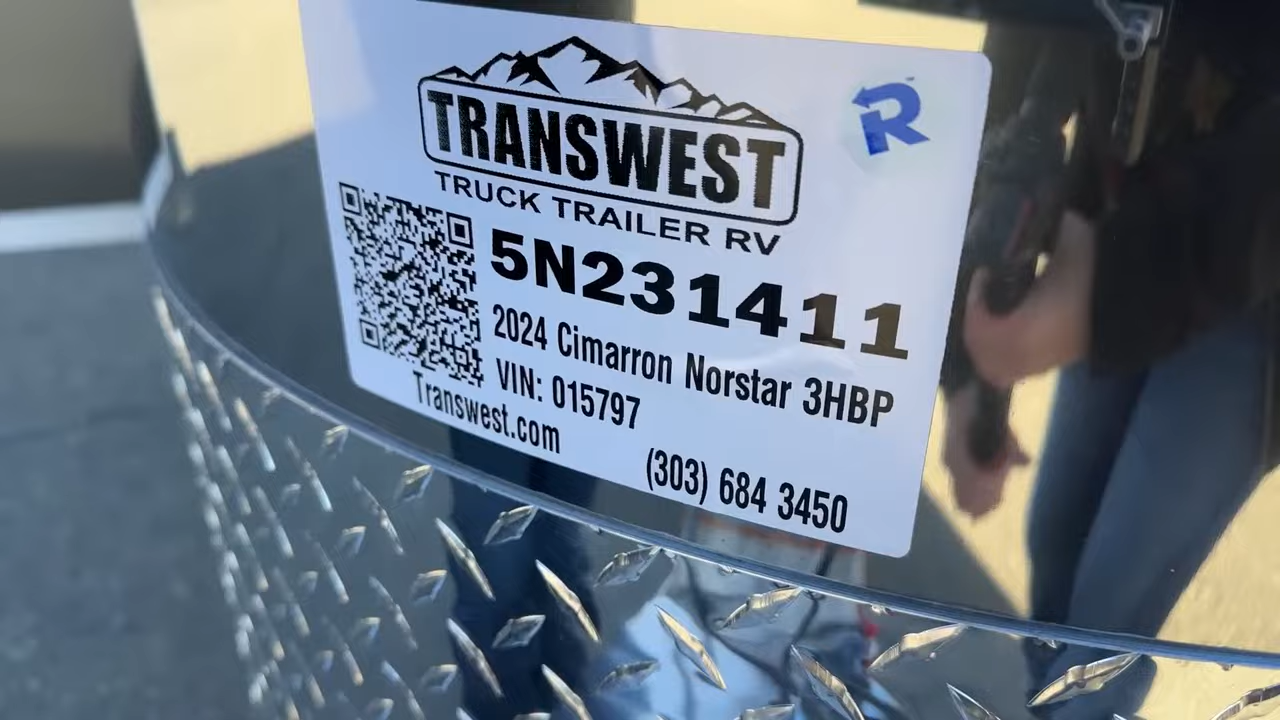 TRANSWEST
R
TRUCK TRAILER RV
5N231411
2024 Cimarron Norstar 3HBP
VIN: 015797
Transwest.com
(303) 684 3450